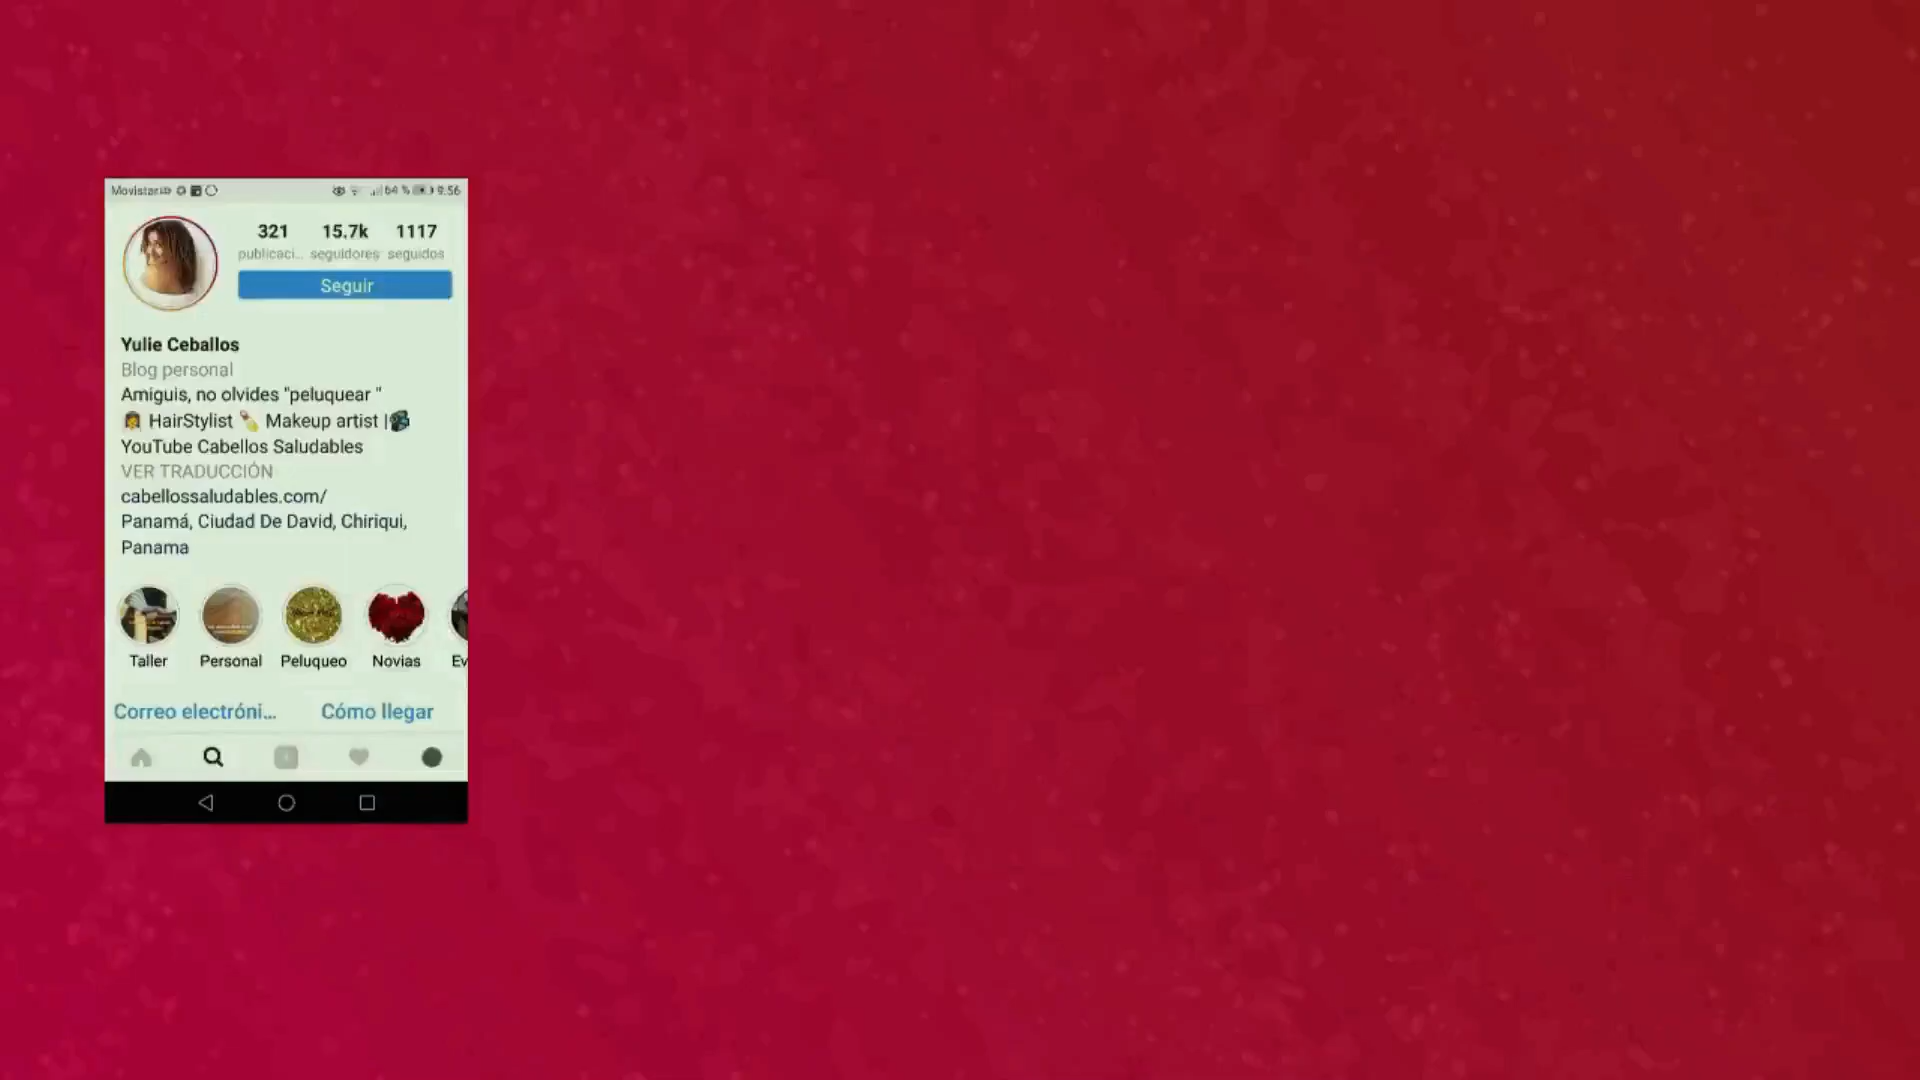 Movistar 64 % 9:56
321 15.7k 1117
publicaci... seguidores seguidos
Seguir
Yulie Ceballos
Blog personal
Amiguis, no olvides "peluquear "
HairStylist Makeup artist |
YouTube Cabellos Saludables
VER TRADUCCIÓN
cabellossaludables.com/
Panamá, Ciudad De David, Chiriqui,
Panama
Taller Personal Peluqueo Novias Ev
Correo electróni... Cómo llegar